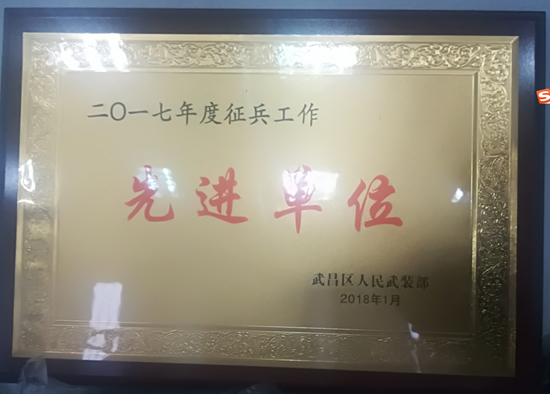 二〇一七年度征兵工作
先进单位
武昌区人民武装部
2018年1月